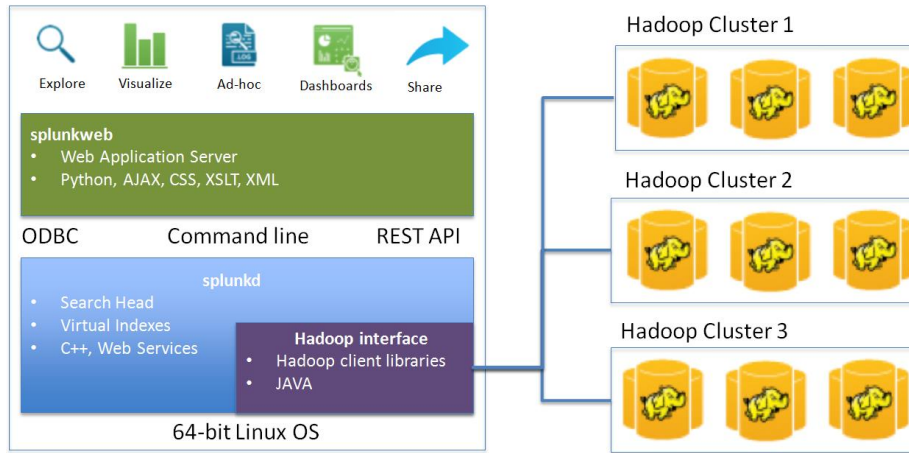 Explore
Visualize
Ad-hoc
Dashboards
Share
LOG
splunkweb
• Web Application Server
• Python, AJAX, CSS, XSLT, XML
ODBC
Command line
REST API
splunkd
• Search Head
• Virtual Indexes
• C++, Web Services
Hadoop interface
• Hadoop client libraries
• JAVA
64-bit Linux OS
Hadoop Cluster 1
Hadoop Cluster 2
Hadoop Cluster 3